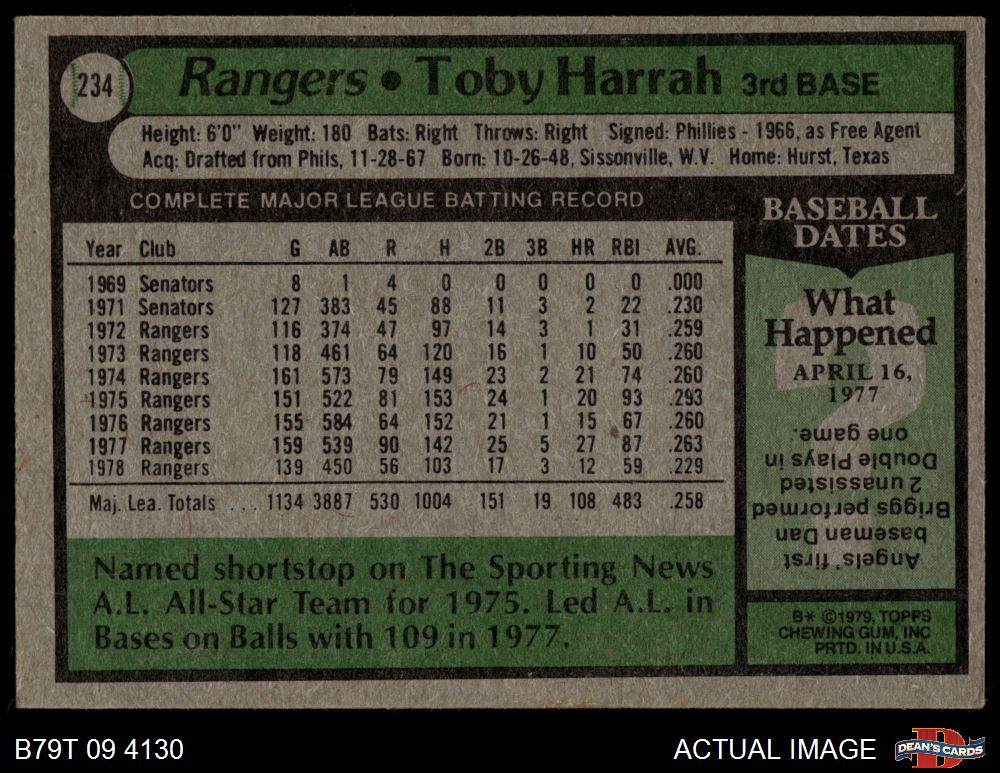 234
Rangers • Toby Harrah 3rd BASE
Height: 6'0" Weight: 180 Bats: Right Throws: Right Signed: Phillies - 1966, as Free Agent
Acq: Drafted from Phils, 11-28-67 Born: 10-26-48, Sissonville, W.V. Home: Hurst, Texas
COMPLETE MAJOR LEAGUE BATTING RECORD
Year Club G AB R H 2B 3B HR RBI AVG.
1969 Senators 8 1 4 0 0 0 0 0 .000
1971 Senators 127 383 45 88 11 3 2 22 .230
1972 Rangers 116 374 47 97 14 3 1 31 .259
1973 Rangers 118 461 64 120 16 1 10 50 .260
1974 Rangers 161 573 79 149 23 2 21 74 .260
1975 Rangers 151 522 81 153 24 1 20 93 .293
1976 Rangers 155 584 64 152 21 1 15 67 .260
1977 Rangers 159 539 90 142 25 5 27 87 .263
1978 Rangers 139 450 56 103 17 3 12 59 .229
Maj. Lea. Totals ... 1134 3887 530 1004 151 19 108 483 .258
Named shortstop on The Sporting News
A.L. All-Star Team for 1975. Led A.L. in
Bases on Balls with 109 in 1977.
BASEBALL
DATES
What
Happened
APRIL 16,
1977
Angels' first
baseman Dan
Briggs performed
2 unassisted
Double Plays in
one game.
B* ©1979, TOPPS
CHEWING GUM, INC
PRTD. IN U.S.A.
B79T 09 4130
ACTUAL IMAGE
DEAN'S CARDS